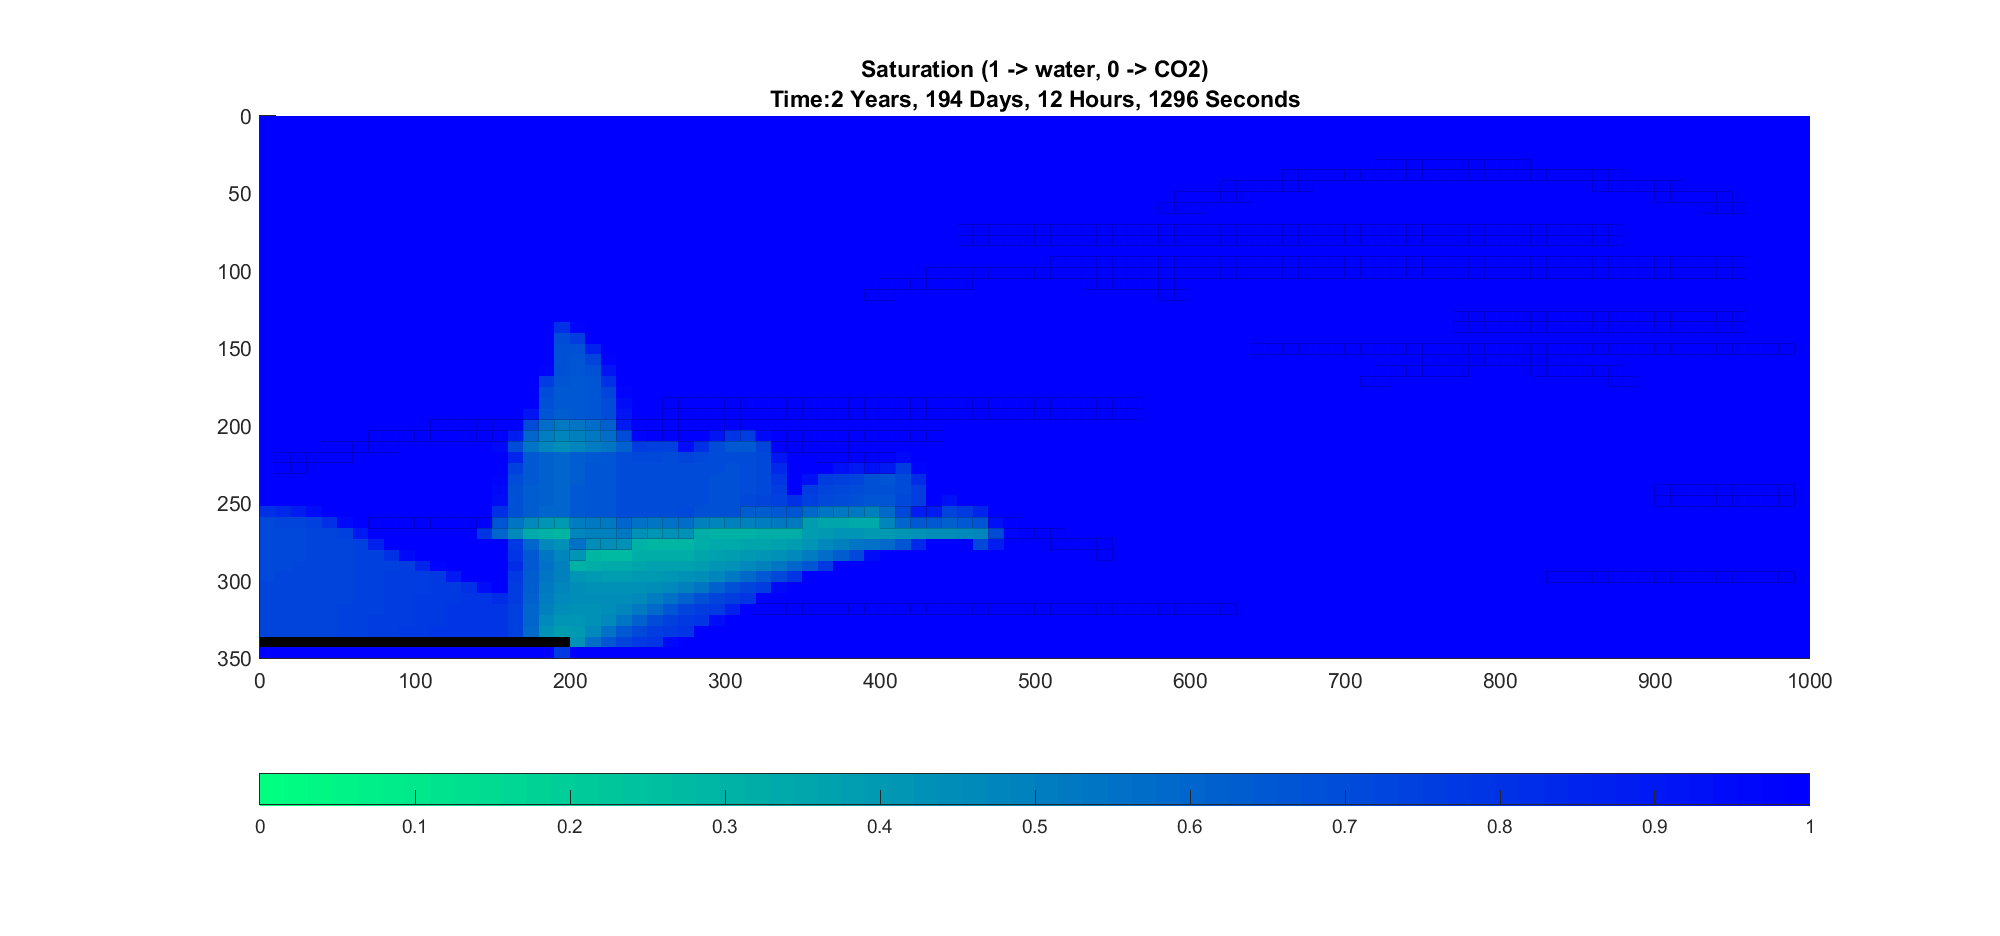 Saturation (1 -> water, 0 -> CO2)
Time:2 Years, 194 Days, 12 Hours, 1296 Seconds
0
50
100
150
200
250
300
350
0 100 200 300 400 500 600 700 800 900 1000
0 0.1 0.2 0.3 0.4 0.5 0.6 0.7 0.8 0.9 1